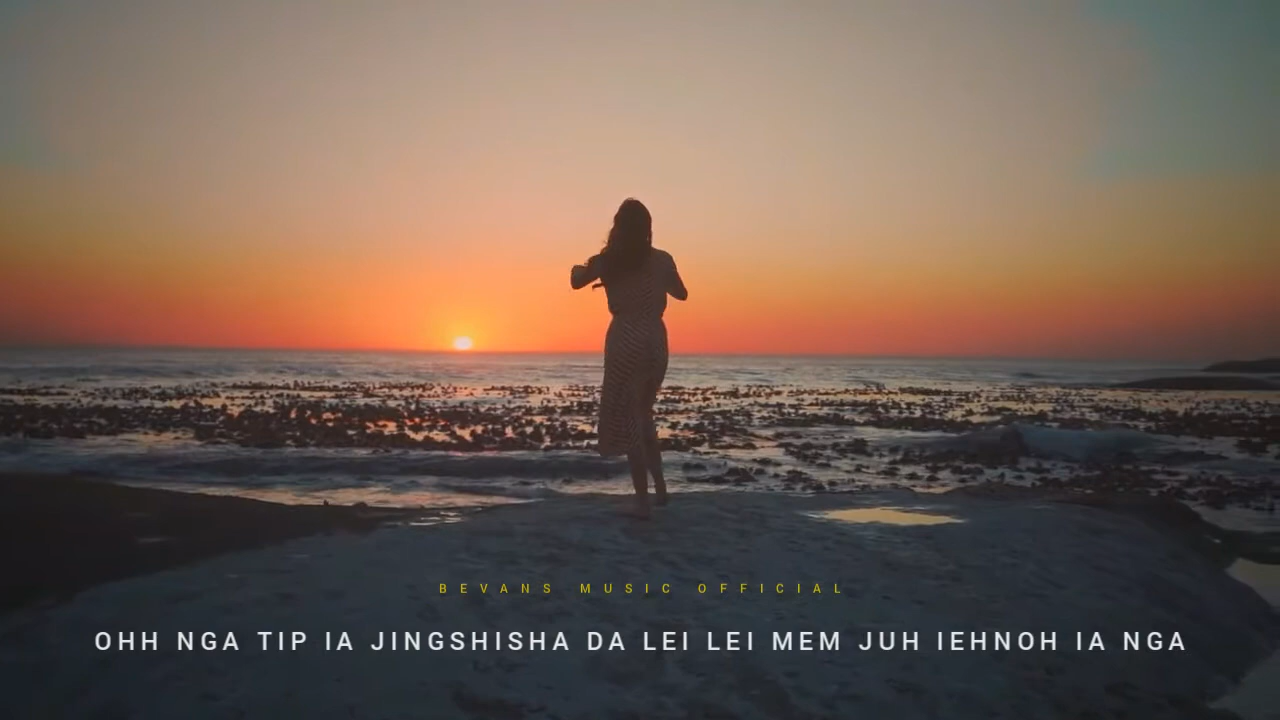 BEVANS MUSIC OFFICIAL
OHH NGA TIP IA JINGSHISHA DA LEI LEI MEM JUH IEHNOH IA NGA